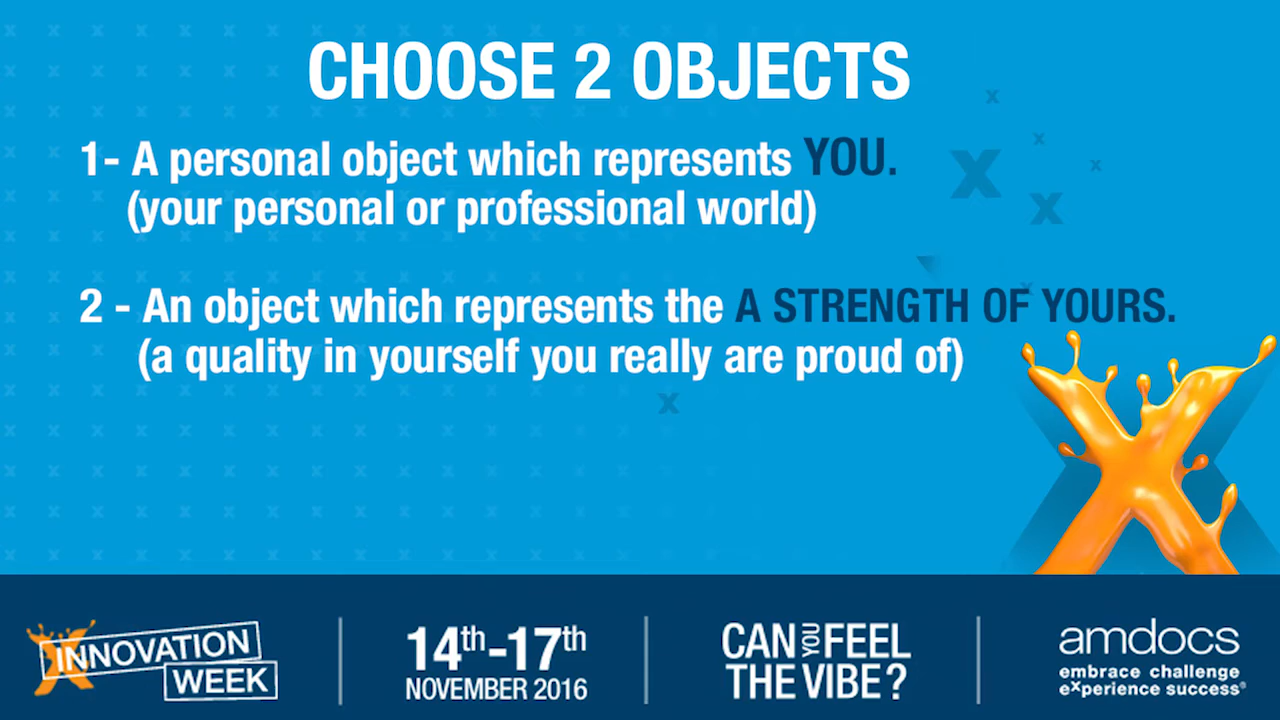 CHOOSE 2 OBJECTS
1- A personal object which represents YOU.
(your personal or professional world)
2 - An object which represents the A STRENGTH OF YOURS.
(a quality in yourself you really are proud of)
INNOVATION
WEEK
14th-17th
NOVEMBER 2016
CAN YOU FEEL
THE VIBE?
amdocs
embrace challenge
experience success®